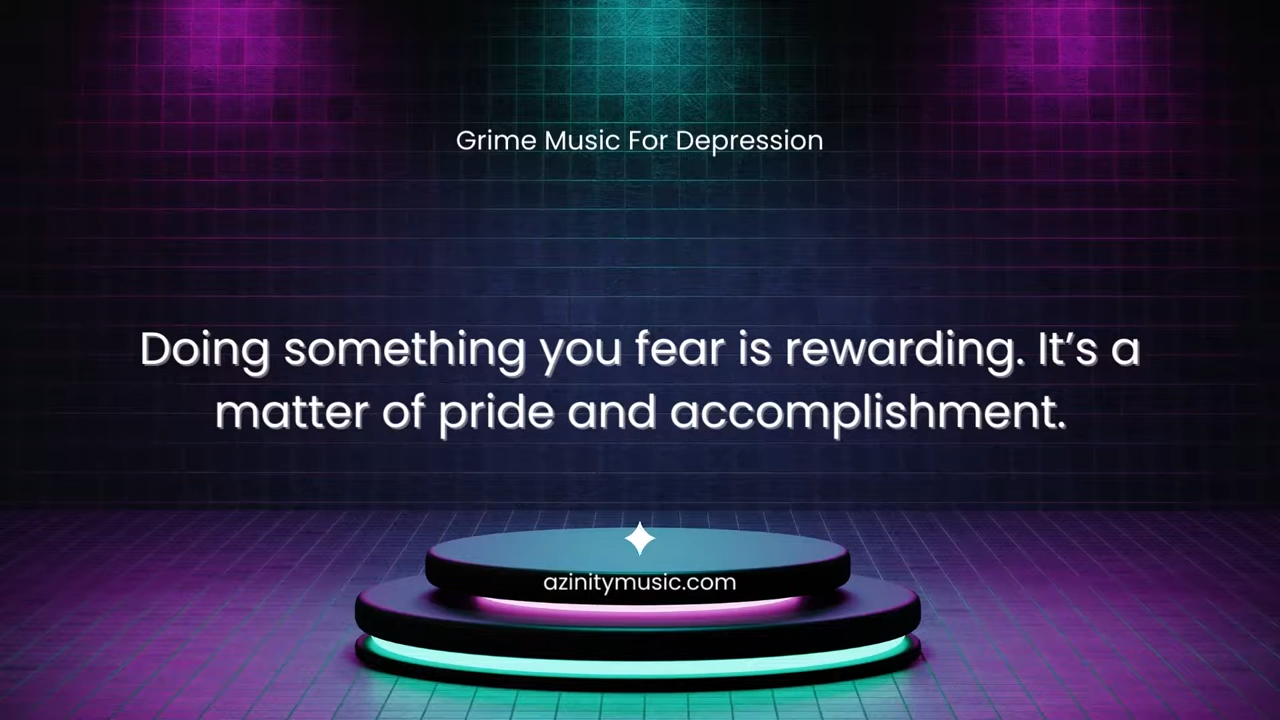 Grime Music For Depression
Doing something you fear is rewarding. It’s a
matter of pride and accomplishment.
azinitymusic.com